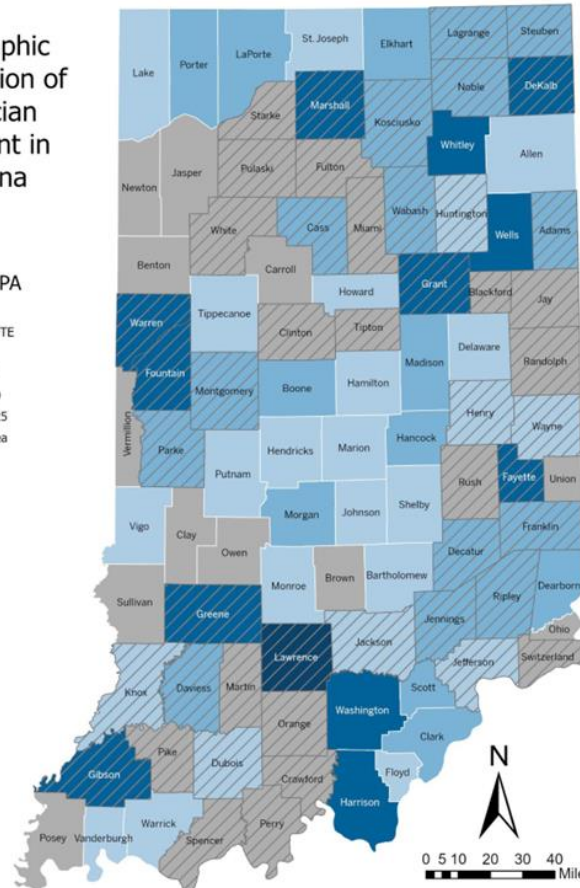 phic
ion of
cian
nt in
na
PA
TE
25
ea
Lake
Porter
LaPorte
St. Joseph
Elkhart
Lagrange
Steuben
Noble
DeKalb
Marshall
Kosciusko
Starke
Whitley
Allen
Newton
Jasper
Pulaski
Fulton
White
Cass
Miami
Wabash
Huntington
Wells
Adams
Benton
Carroll
Howard
Grant
Blackford
Jay
Warren
Tippecanoe
Clinton
Tipton
Delaware
Randolph
Fountain
Montgomery
Boone
Hamilton
Madison
Henry
Wayne
Vermillion
Parke
Putnam
Hendricks
Marion
Hancock
Rush
Fayette
Union
Vigo
Clay
Owen
Morgan
Johnson
Shelby
Franklin
Decatur
Sullivan
Greene
Monroe
Brown
Bartholomew
Jennings
Ripley
Dearborn
Ohio
Switzerland
Lawrence
Jackson
Jefferson
Knox
Daviess
Martin
Orange
Washington
Scott
Clark
Floyd
Gibson
Pike
Dubois
Crawford
Harrison
Posey
Vanderburgh
Warrick
Spencer
Perry
N
0 5 10 20 30 40
Mile